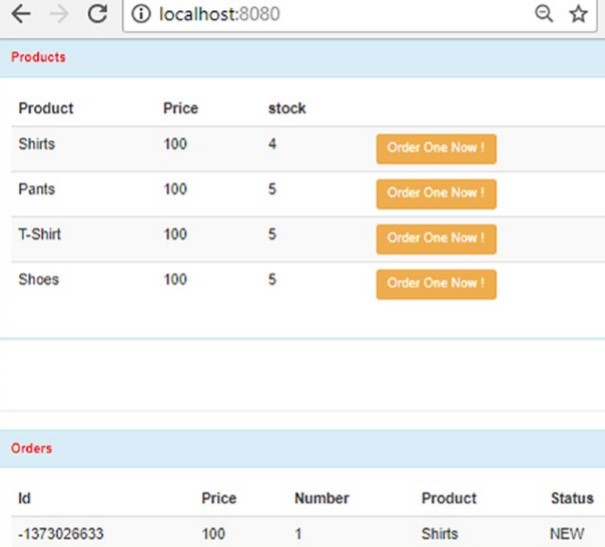 localhost:8080
Products
Product Price stock
Shirts 100 4 Order One Now !
Pants 100 5 Order One Now !
T-Shirt 100 5 Order One Now !
Shoes 100 5 Order One Now !
Orders
Id Price Number Product Status
-1373026633 100 1 Shirts NEW